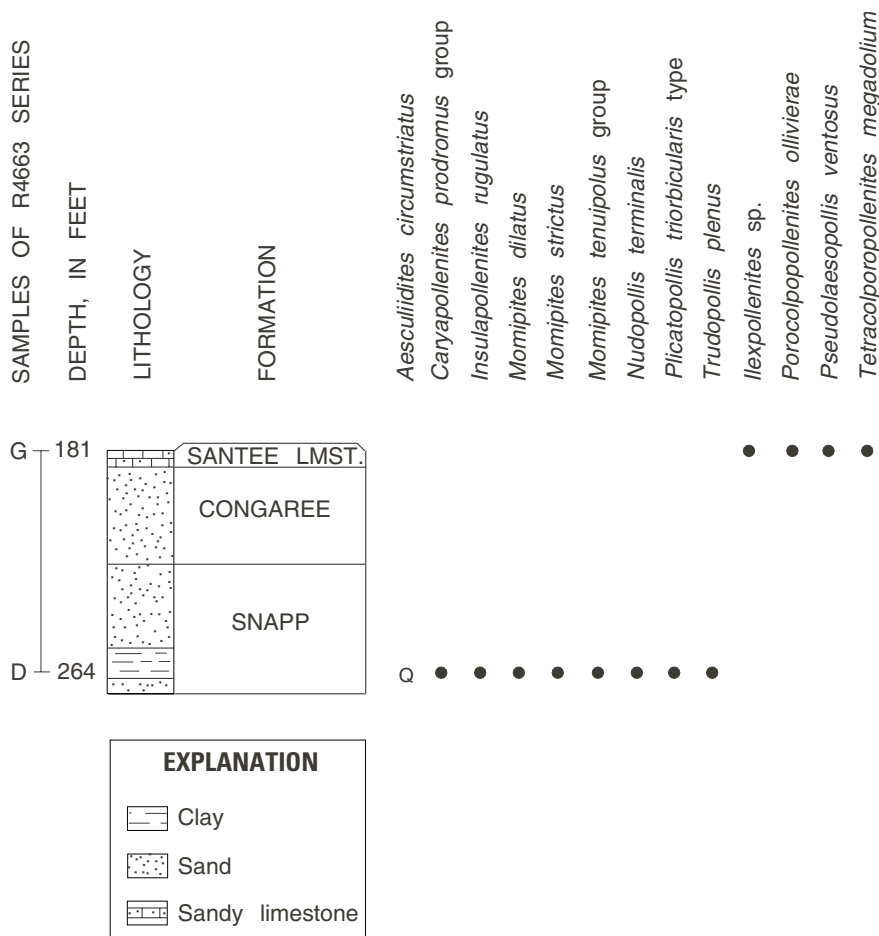 SAMPLES OF R4663 SERIES
DEPTH, IN FEET
LITHOLOGY
FORMATION
Aesculiidites circumstriatus
Caryapollenites prodromus group
Insulapollenites rugulatus
Momipites dilatus
Momipites strictus
Momipites tenuipolus group
Nudopollis terminalis
Plicatopollis triorbicularis type
Trudopollis plenus
Ilexpollenites sp.
Porocolpopollenites ollivierae
Pseudolaesopollis ventosus
Tetracolporopollenites megadolium
G 181 SANTEE LMST.
CONGAREE
SNAPP
D 264 Q
EXPLANATION
Clay
Sand
Sandy limestone